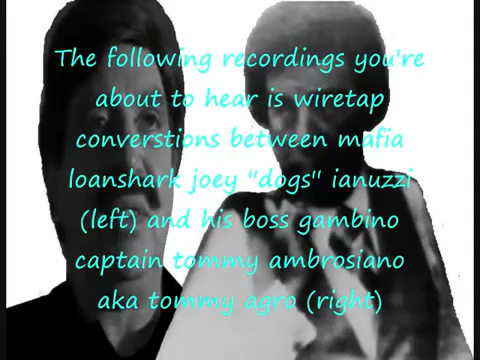 The following recordings you're
about to hear is wiretap
converstions between mafia
loanshark joey "dogs" ianuzzi
(left) and his boss gambino
captain tommy ambrosiano
aka tommy agro (right)